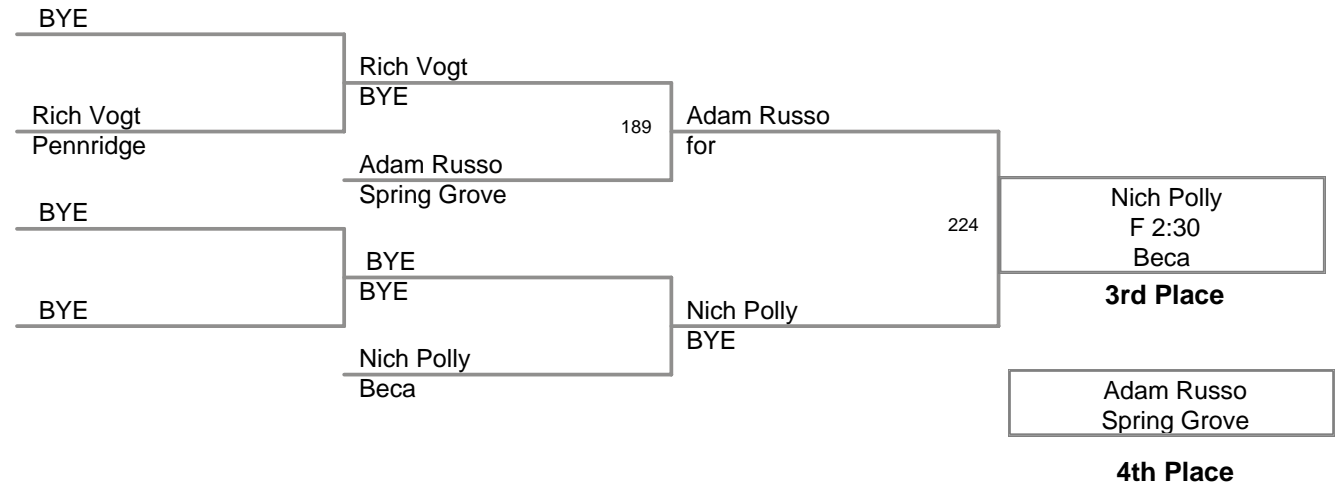 BYE
Rich Vogt
BYE
Rich Vogt
Pennridge
189
Adam Russo
for
Adam Russo
Spring Grove
BYE
224
Nich Polly
F 2:30
Beca
3rd Place
BYE
BYE
BYE
Nich Polly
BYE
Nich Polly
Beca
Adam Russo
Spring Grove
4th Place